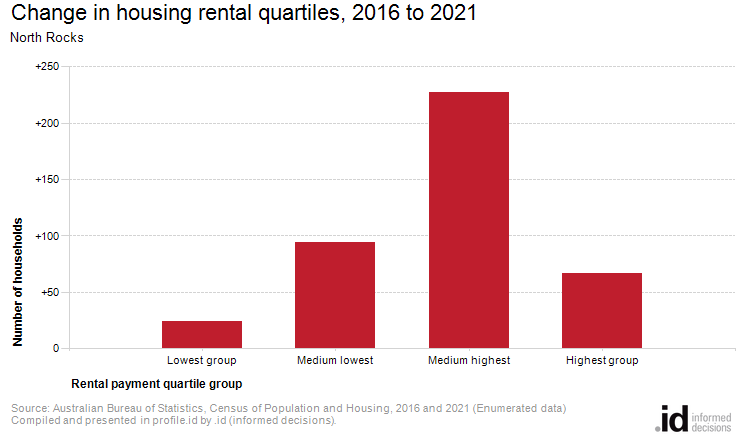 Change in housing rental quartiles, 2016 to 2021
North Rocks
+250
+200
+150
+100
+50
0
Number of households
Lowest group Medium lowest Medium highest Highest group
Rental payment quartile group
Source: Australian Bureau of Statistics, Census of Population and Housing, 2016 and 2021 (Enumerated data)
Compiled and presented in profile.id by .id (informed decisions).
.id informed
decisions